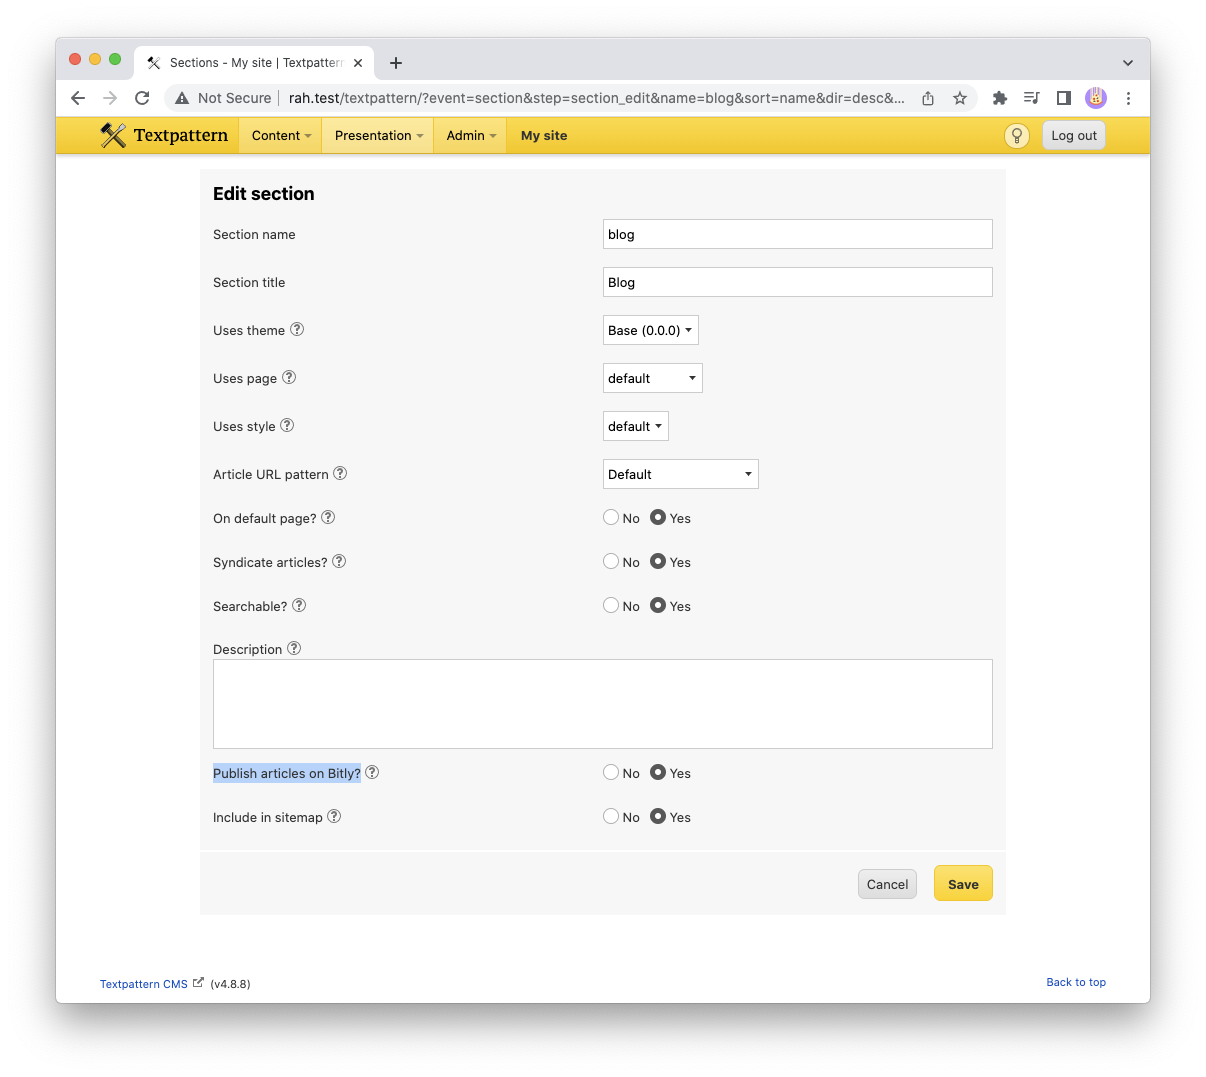 Sections - My site | Textpattern
Not Secure rah.test/textpattern/?event=section&step=section_edit&name=blog&sort=name&dir=desc&...
Textpattern Content Presentation Admin My site Log out
Edit section
Section name blog
Section title Blog
Uses theme ? Base (0.0.0)
Uses page ? default
Uses style ? default
Article URL pattern ? Default
On default page? ? No Yes
Syndicate articles? ? No Yes
Searchable? ? No Yes
Description ?
Publish articles on Bitly? ? No Yes
Include in sitemap ? No Yes
Cancel Save
Textpattern CMS (v4.8.8) Back to top